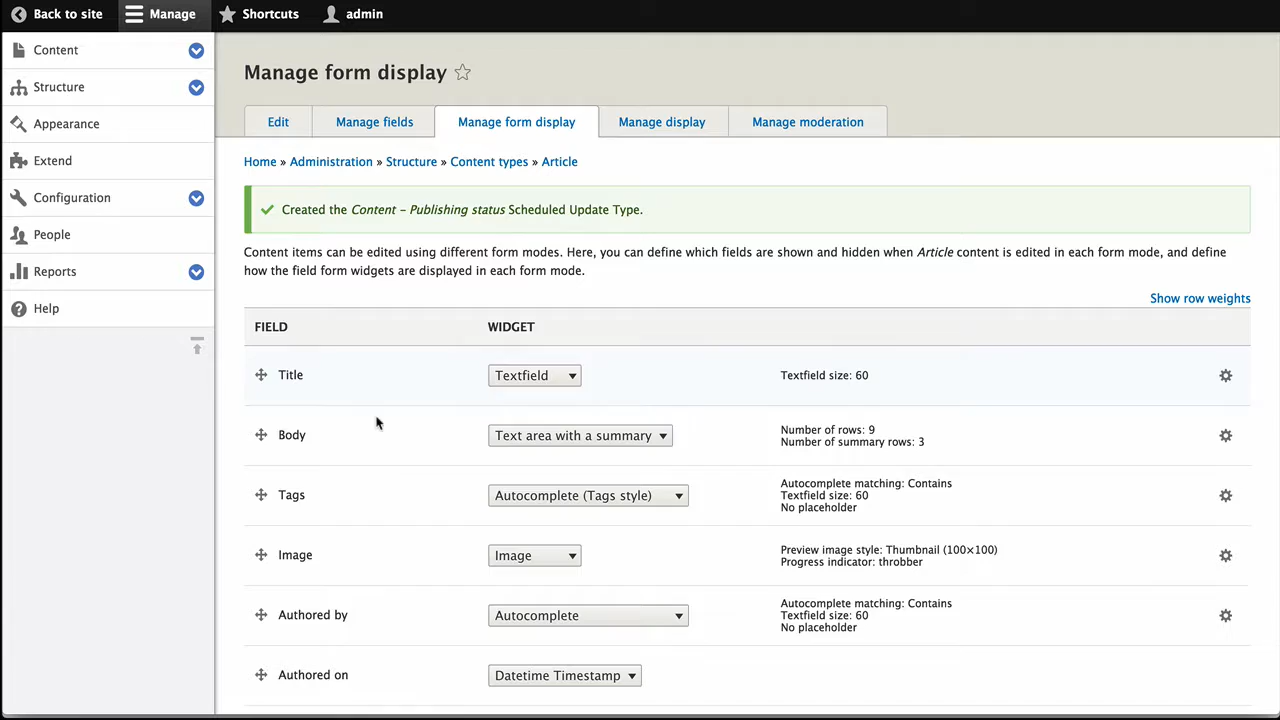 Back to site
Manage
Shortcuts
admin
Content
Structure
Appearance
Extend
Configuration
People
Reports
Help
Manage form display
Edit
Manage fields
Manage form display
Manage display
Manage moderation
Home » Administration » Structure » Content types » Article
Created the Content – Publishing status Scheduled Update Type.
Content items can be edited using different form modes. Here, you can define which fields are shown and hidden when Article content is edited in each form mode, and define
how the field form widgets are displayed in each form mode.
Show row weights
FIELD WIDGET
Title Textfield Textfield size: 60
Body Text area with a summary
Number of rows: 9
Number of summary rows: 3
Tags Autocomplete (Tags style)
Autocomplete matching: Contains
Textfield size: 60
No placeholder
Image Image
Preview image style: Thumbnail (100×100)
Progress indicator: throbber
Authored by Autocomplete
Autocomplete matching: Contains
Textfield size: 60
No placeholder
Authored on Datetime Timestamp